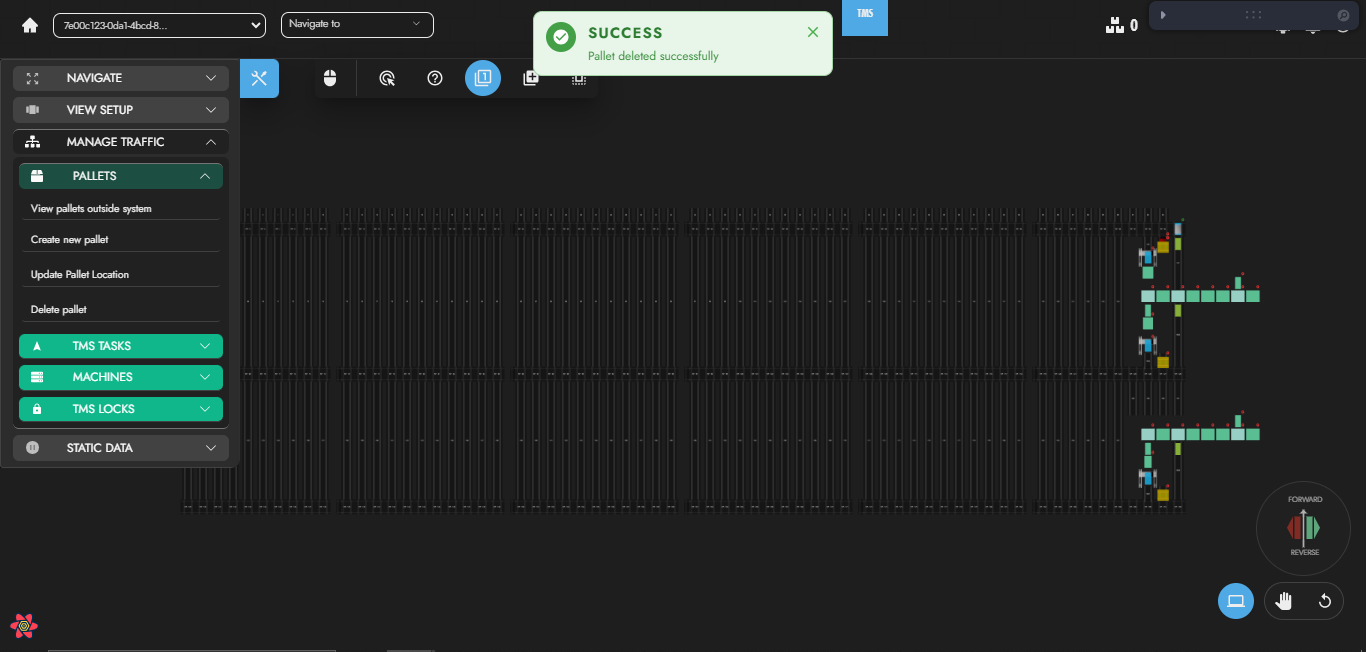 7e00c123-0da1-4bcd-8...
Navigate to
SUCCESS
Pallet deleted successfully
TMS
0
NAVIGATE
VIEW SETUP
MANAGE TRAFFIC
PALLETS
View pallets outside system
Create new pallet
Update Pallet Location
Delete pallet
TMS TASKS
MACHINES
TMS LOCKS
STATIC DATA
1
FORWARD
REVERSE